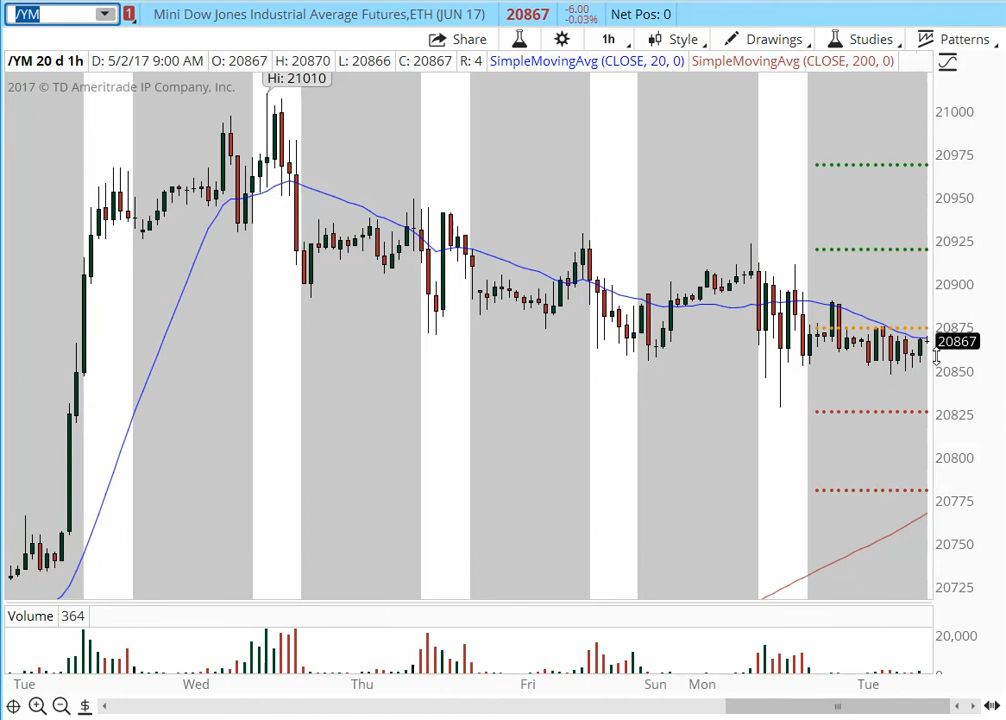 /YM 1 Mini Dow Jones Industrial Average Futures,ETH (JUN 17) 20867 -6.00 -0.03% Net Pos: 0
Share 1h Style Drawings Studies Patterns
/YM 20 d 1h D: 5/2/17 9:00 AM O: 20867 H: 20870 L: 20866 C: 20867 R: 4 SimpleMovingAvg (CLOSE, 20, 0) SimpleMovingAvg (CLOSE, 200, 0)
Hi: 21010
2017 © TD Ameritrade IP Company, Inc.
21000
20975
20950
20925
20900
20875
20867
20850
20825
20800
20775
20750
20725
Volume 364
20,000
Tue Wed Thu Fri Sun Mon Tue
$